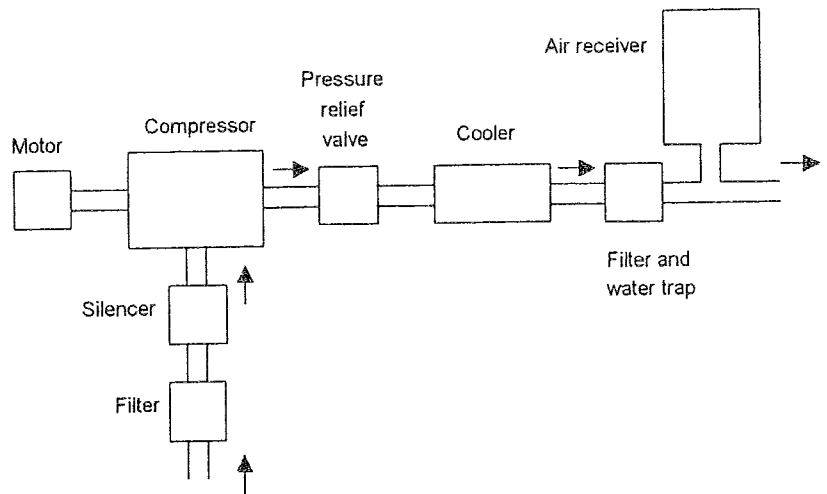 Air receiver
Pressure
relief
valve
Compressor
Cooler
Motor
Filter and
water trap
Silencer
Filter